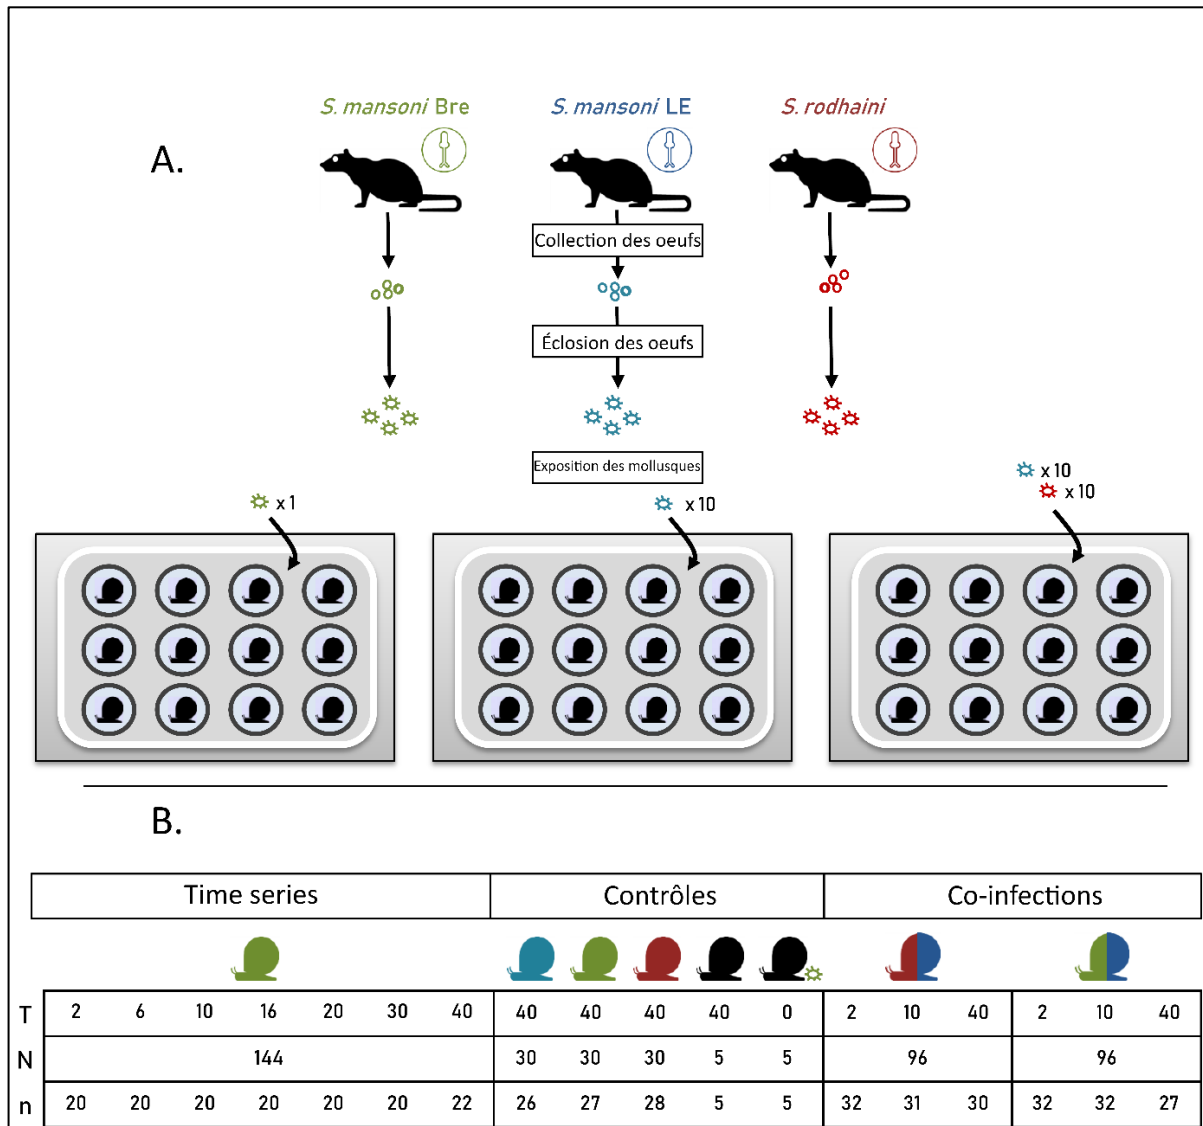 S. mansoni Bre
S. mansoni LE
S. rodhaini
A.
Collection des oeufs
Éclosion des oeufs
Exposition des mollusques
x 1
x 10
x 10
x 10
B.
Time series Contrôles Co-infections
T 2 6 10 16 20 30 40 40 40 40 40 0 2 10 40 2 10 40
N 144 30 30 30 5 5 96 96
n 20 20 20 20 20 20 22 26 27 28 5 5 32 31 30 32 32 27